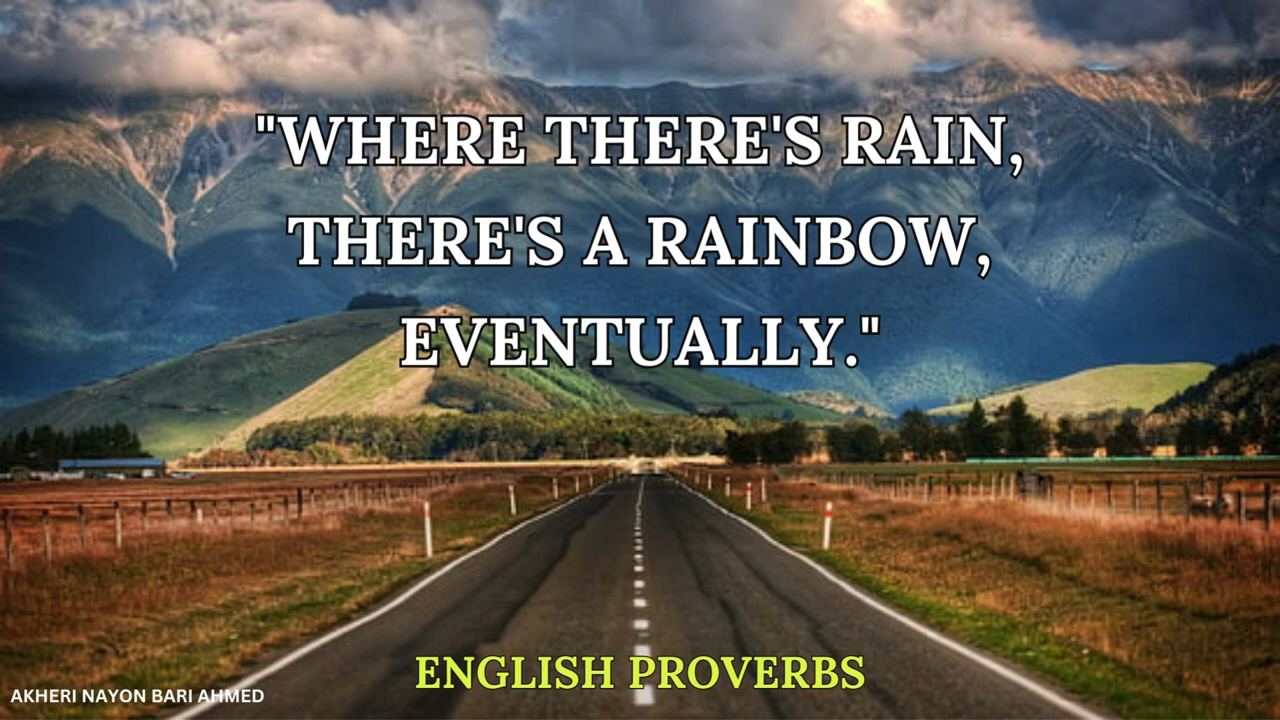 "WHERE THERE'S RAIN,
THERE'S A RAINBOW,
EVENTUALLY."
ENGLISH PROVERBS
AKHERI NAYON BARI AHMED